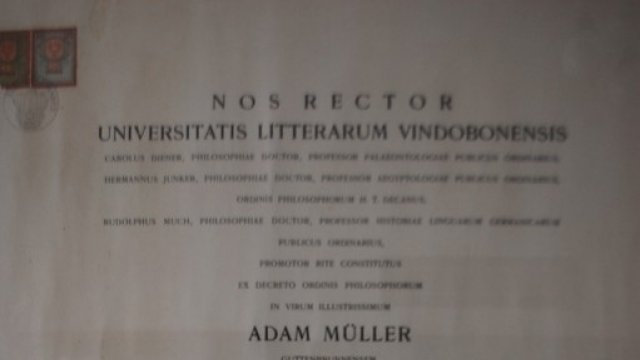 NOS RECTOR
UNIVERSITATIS LITTERARUM VINDOBONENSIS
CAROLUS DIENER, PHILOSOPHIAE DOCTOR, PROFESSOR PALAEONTOLOGIAE PUBLICUS ORDINARIUS,
HERMANNUS JUNKER, PHILOSOPHIAE DOCTOR, PROFESSOR AEGYPTOLOGIAE PUBLICUS ORDINARIUS,
ORDINIS PHILOSOPHORUM H. T. DECANUS,
RUDOLPHUS MUCH, PHILOSOPHIAE DOCTOR, PROFESSOR HISTORIAE LINGUARUM GERMANICARUM
PUBLICUS ORDINARIUS,
PROMOTOR RITE CONSTITUTUS
EX DECRETO ORDINIS PHILOSOPHORUM
IN VIRUM ILLUSTRISSIMUM
ADAM MÜLLER
GUTTENBRUNNENSEM